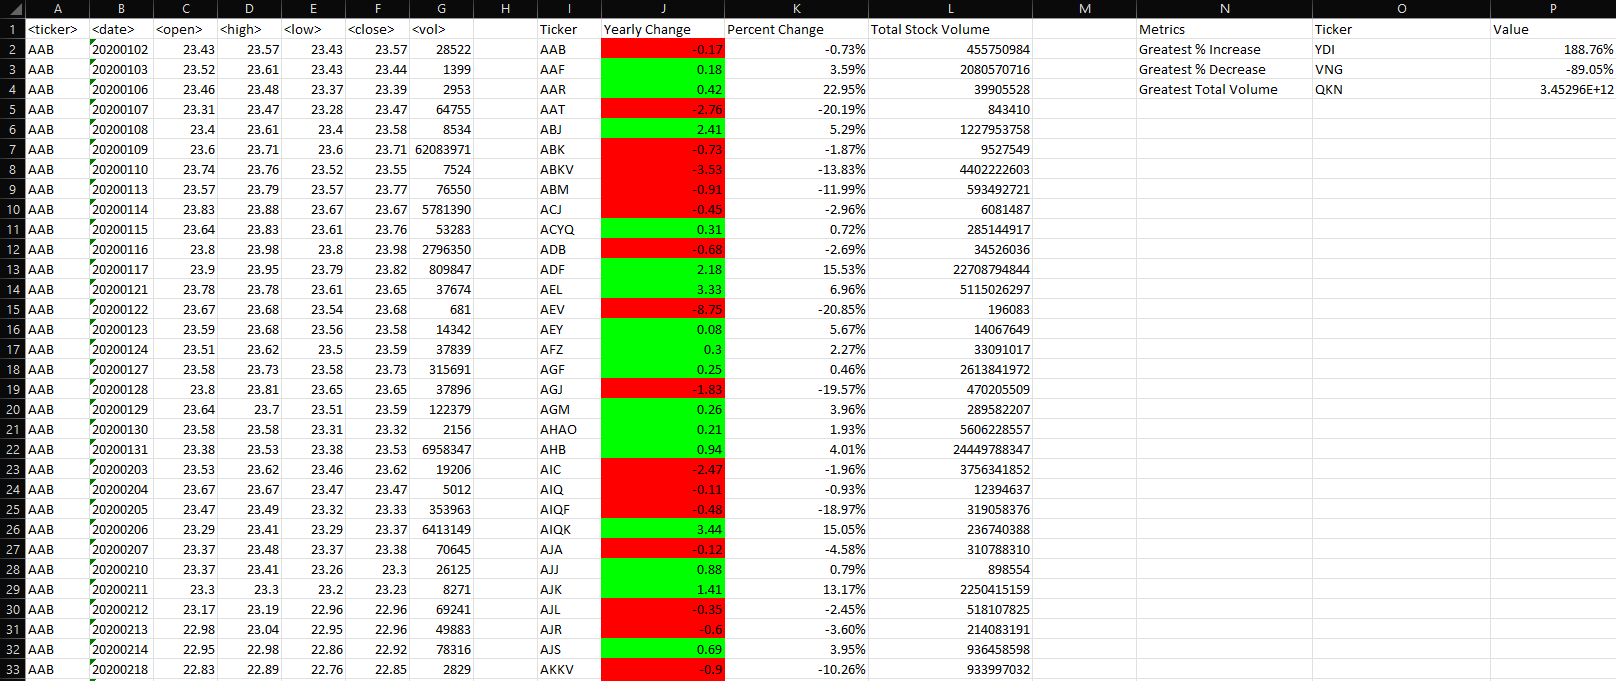 A B C D E F G H I J K L M N O P
1 <ticker> <date> <open> <high> <low> <close> <vol> Ticker Yearly Change Percent Change Total Stock Volume Metrics Ticker Value
2 AAB 20200102 23.43 23.57 23.43 23.57 28522 AAB -0.17 -0.73% 455750984 Greatest % Increase YDI 188.76%
3 AAB 20200103 23.52 23.61 23.43 23.44 1399 AAF 0.18 3.59% 2080570716 Greatest % Decrease VNG -89.05%
4 AAB 20200106 23.46 23.48 23.37 23.39 2953 AAR 0.42 22.95% 39905528 Greatest Total Volume QKN 3.45296E+12
5 AAB 20200107 23.31 23.47 23.28 23.47 64755 AAT -2.76 -20.19% 843410
6 AAB 20200108 23.4 23.61 23.4 23.58 8534 ABJ 2.41 5.29% 1227953758
7 AAB 20200109 23.6 23.71 23.6 23.71 62083971 ABK -0.73 -1.87% 9527549
8 AAB 20200110 23.74 23.76 23.52 23.55 7524 ABKV -3.53 -13.83% 4402222603
9 AAB 20200113 23.57 23.79 23.57 23.77 76550 ABM -0.91 -11.99% 593492721
10 AAB 20200114 23.83 23.88 23.67 23.67 5781390 ACJ -0.45 -2.96% 6081487
11 AAB 20200115 23.64 23.83 23.61 23.76 53283 ACYQ 0.31 0.72% 285144917
12 AAB 20200116 23.8 23.98 23.8 23.98 2796350 ADB -0.68 -2.69% 34526036
13 AAB 20200117 23.9 23.95 23.79 23.82 809847 ADF 2.18 15.53% 22708794844
14 AAB 20200121 23.78 23.78 23.61 23.65 37674 AEL 3.33 6.96% 5115026297
15 AAB 20200122 23.67 23.68 23.54 23.68 681 AEV -8.75 -20.85% 196083
16 AAB 20200123 23.59 23.68 23.56 23.58 14342 AEY 0.08 5.67% 14067649
17 AAB 20200124 23.51 23.62 23.5 23.59 37839 AFZ 0.3 2.27% 33091017
18 AAB 20200127 23.58 23.73 23.58 23.73 315691 AGF 0.25 0.46% 2613841972
19 AAB 20200128 23.8 23.81 23.65 23.65 37896 AGJ -1.83 -19.57% 470205509
20 AAB 20200129 23.64 23.7 23.51 23.59 122379 AGM 0.26 3.96% 289582207
21 AAB 20200130 23.58 23.58 23.31 23.32 2156 AHAO 0.21 1.93% 5606228557
22 AAB 20200131 23.38 23.53 23.38 23.53 6958347 AHB 0.94 4.01% 24449788347
23 AAB 20200203 23.53 23.62 23.46 23.62 19206 AIC -2.47 -1.96% 3756341852
24 AAB 20200204 23.67 23.67 23.47 23.47 5012 AIQ -0.11 -0.93% 12394637
25 AAB 20200205 23.47 23.49 23.32 23.33 353963 AIQF -0.48 -18.97% 319058376
26 AAB 20200206 23.29 23.41 23.29 23.37 6413149 AIQK 3.44 15.05% 236740388
27 AAB 20200207 23.37 23.48 23.37 23.38 70645 AJA -0.12 -4.58% 310788310
28 AAB 20200210 23.37 23.41 23.26 23.3 26125 AJJ 0.88 0.79% 898554
29 AAB 20200211 23.3 23.3 23.2 23.23 8271 AJK 1.41 13.17% 2250415159
30 AAB 20200212 23.17 23.19 22.96 22.96 69241 AJL -0.35 -2.45% 518107825
31 AAB 20200213 22.98 23.04 22.95 22.96 49883 AJR -0.6 -3.60% 214083191
32 AAB 20200214 22.95 22.98 22.86 22.92 78316 AJS 0.69 3.95% 936458598
33 AAB 20200218 22.83 22.89 22.76 22.85 2829 AKKV -0.9 -10.26% 933997032